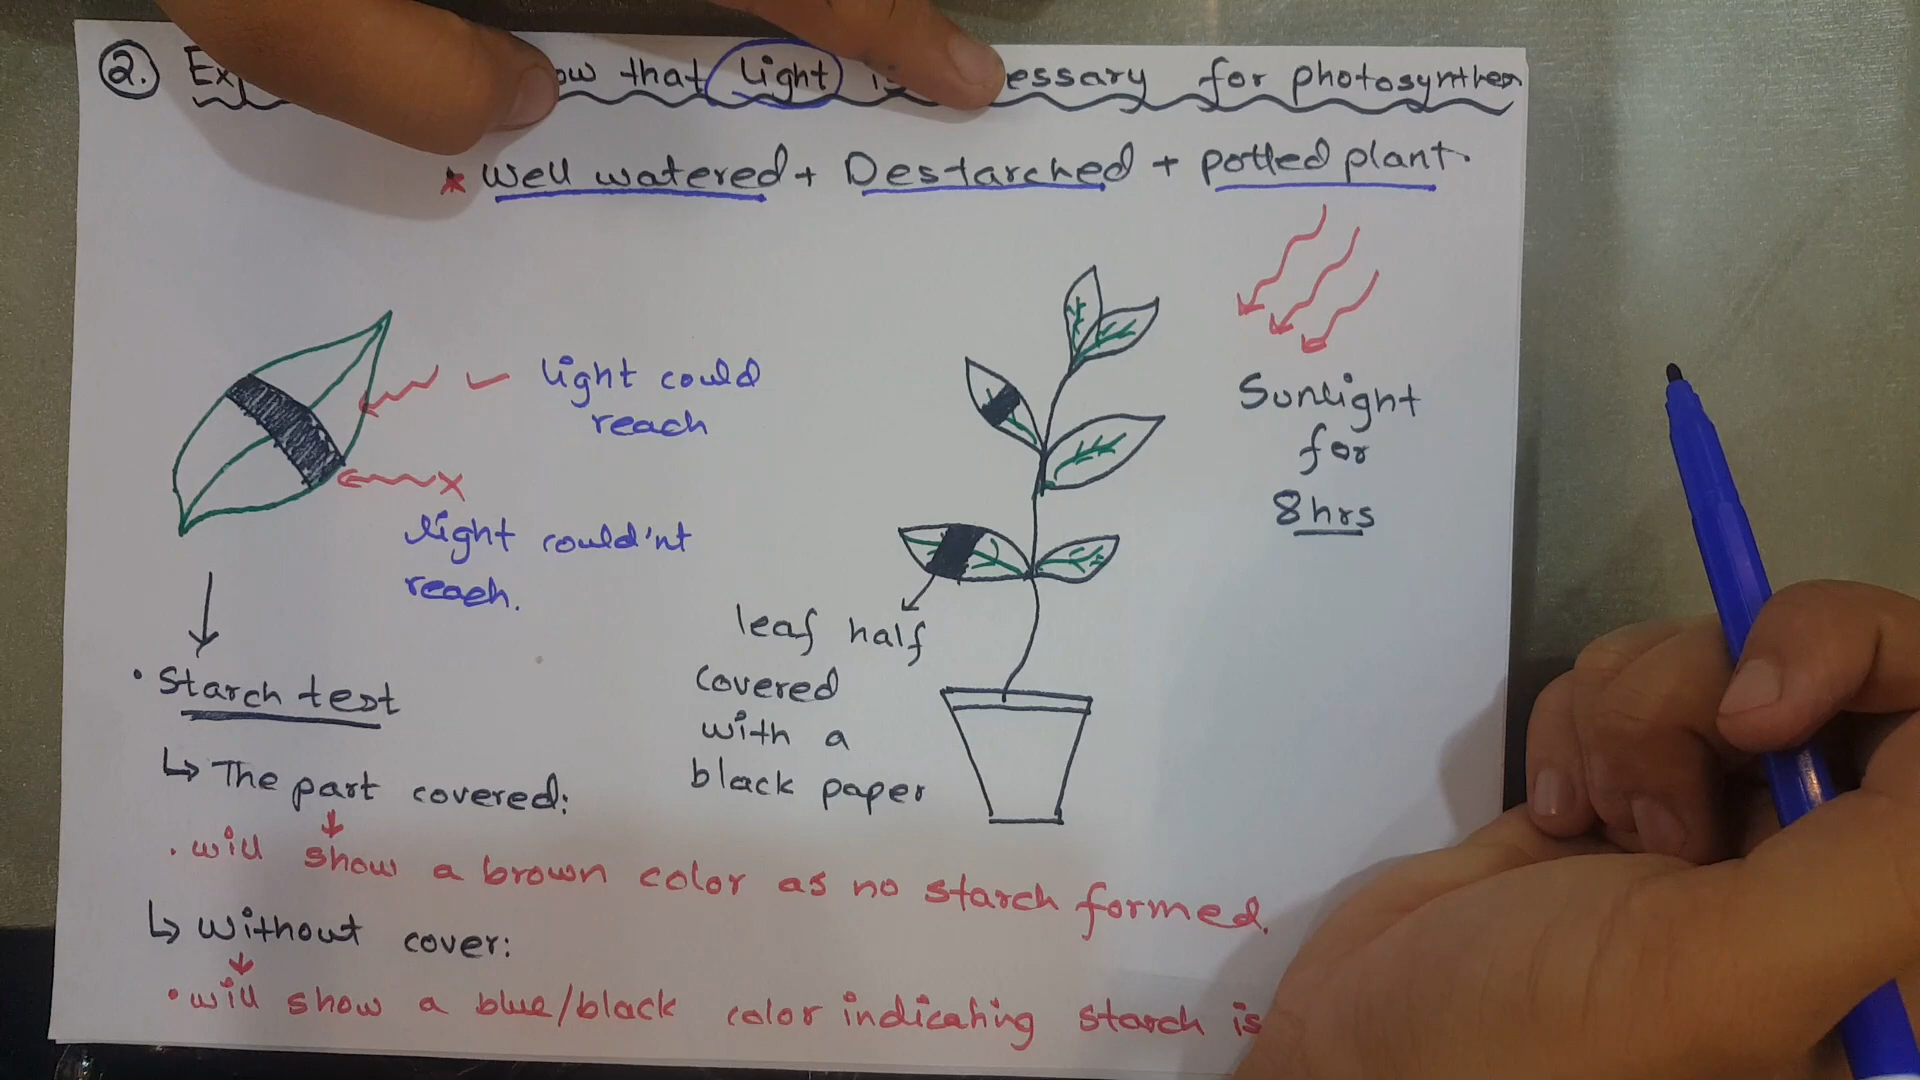 2. Ex ow that light is essary for photosynthes
* Well watered + Destarched + potted plant.
light could
reach
light could'nt
reach.
Sunlight
for
8 hrs
leaf half
covered
with a
black paper
• Starch test
↳ The part covered:
. will show a brown color as no starch formed.
↳ without cover:
• will show a blue/black color indicating starch is